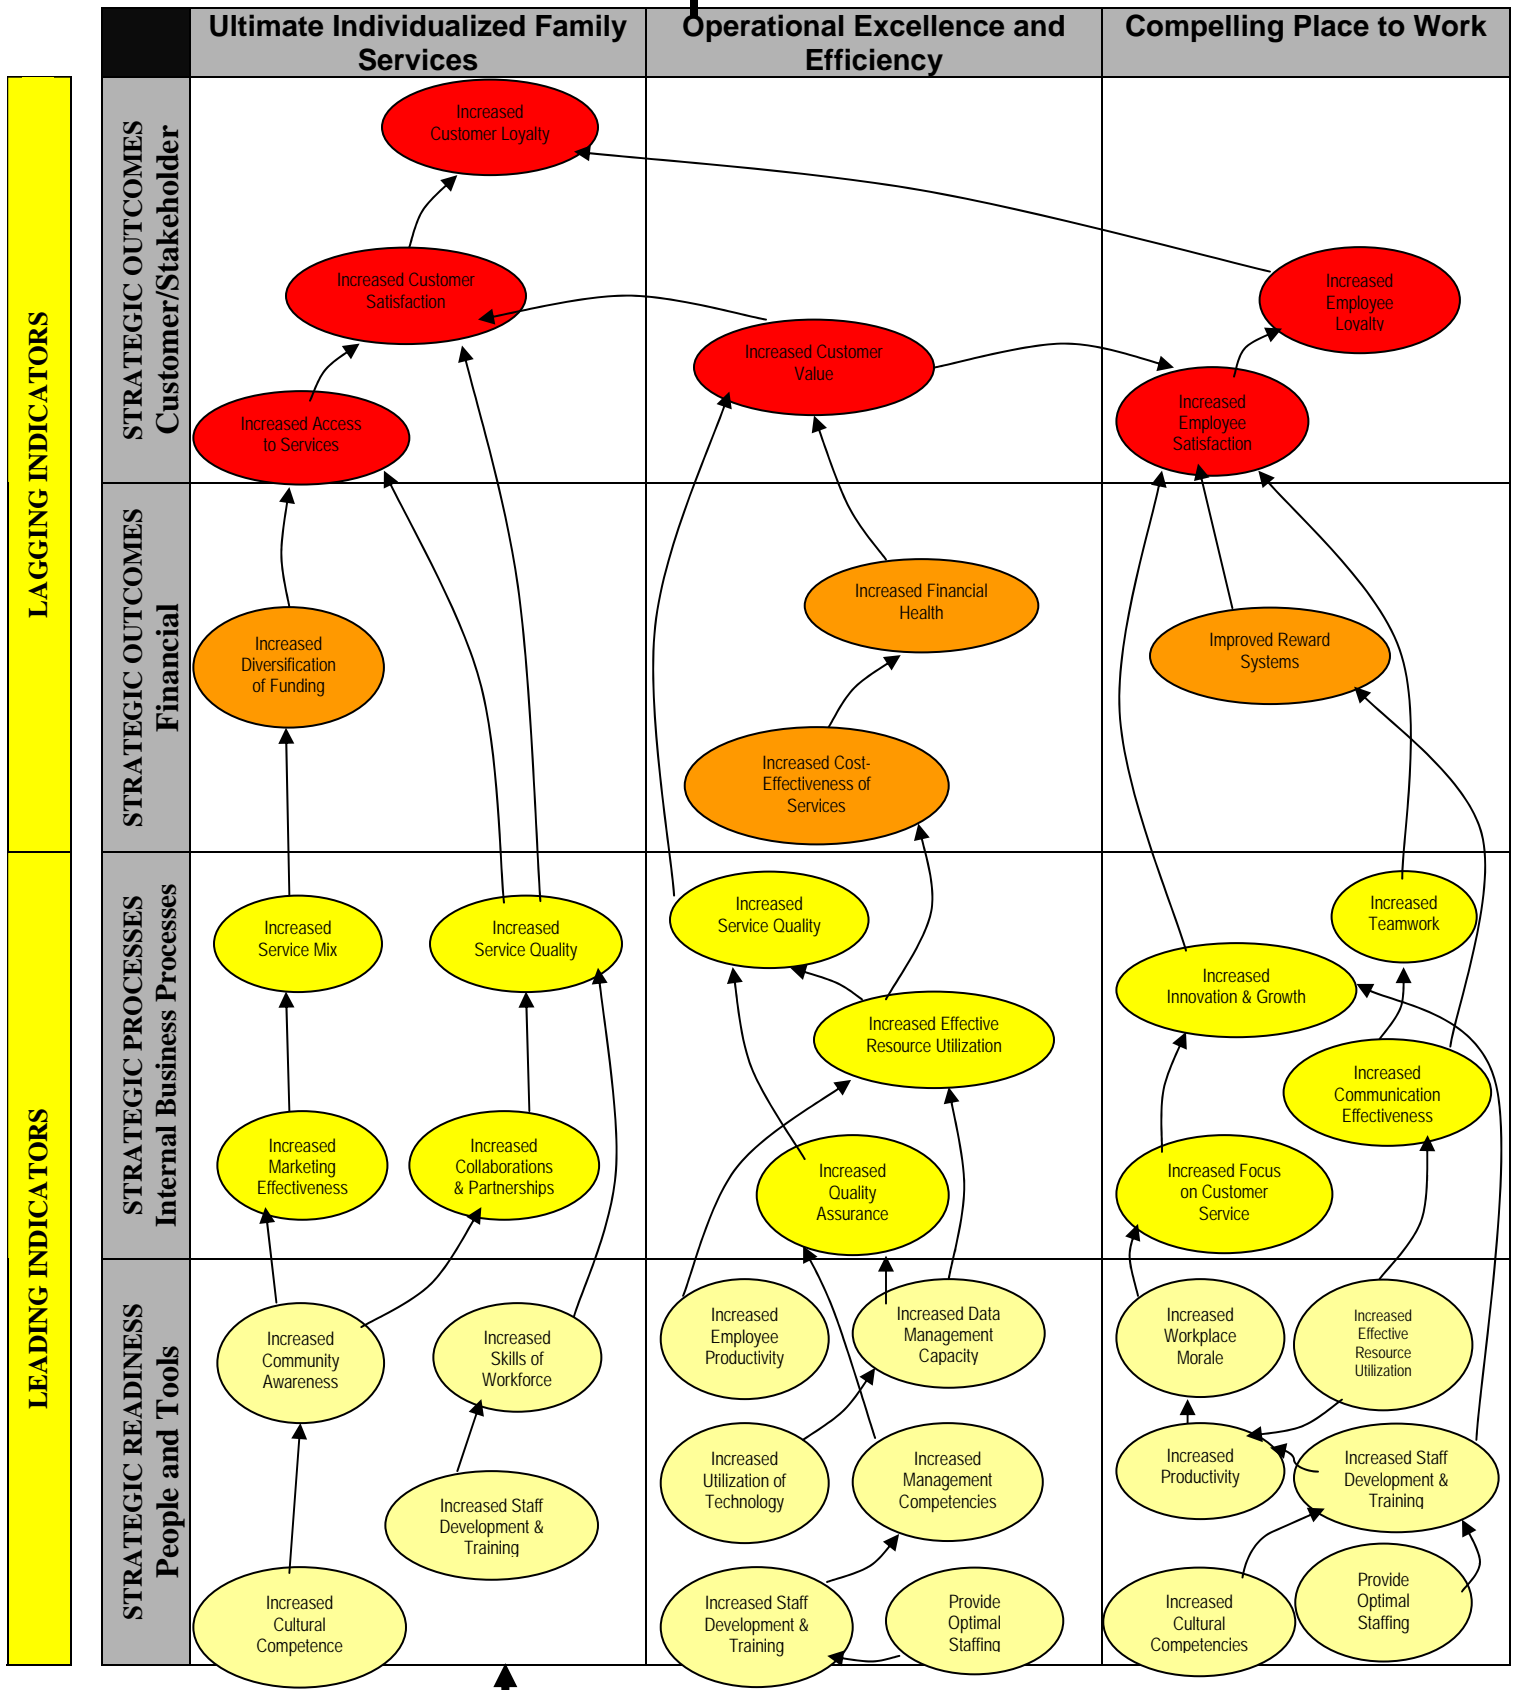 Ultimate Individualized Family
Services
Operational Excellence and
Efficiency
Compelling Place to Work
LAGGING INDICATORS
LEADING INDICATORS
STRATEGIC OUTCOMES
Customer/Stakeholder
Increased
Customer Loyalty
Increased Customer
Satisfaction
Increased Access
to Services
Increased Customer
Value
Increased
Employee
Loyalty
Increased
Employee
Satisfaction
STRATEGIC OUTCOMES
Financial
Increased
Diversification
of Funding
Increased Financial
Health
Increased Cost-
Effectiveness of
Services
Improved Reward
Systems
STRATEGIC PROCESSES
Internal Business Processes
Increased
Service Mix
Increased
Service Quality
Increased
Marketing
Effectiveness
Increased
Collaborations
& Partnerships
Increased
Service Quality
Increased Effective
Resource Utilization
Increased
Quality
Assurance
Increased
Teamwork
Increased
Innovation & Growth
Increased
Communication
Effectiveness
Increased Focus
on Customer
Service
STRATEGIC READINESS
People and Tools
Increased
Community
Awareness
Increased
Skills of
Workforce
Increased Staff
Development &
Training
Increased
Cultural
Competence
Increased
Employee
Productivity
Increased Data
Management
Capacity
Increased
Utilization of
Technology
Increased
Management
Competencies
Increased Staff
Development &
Training
Provide
Optimal
Staffing
Increased
Workplace
Morale
Increased
Effective
Resource
Utilization
Increased
Productivity
Increased Staff
Development &
Training
Increased
Cultural
Competencies
Provide
Optimal
Staffing